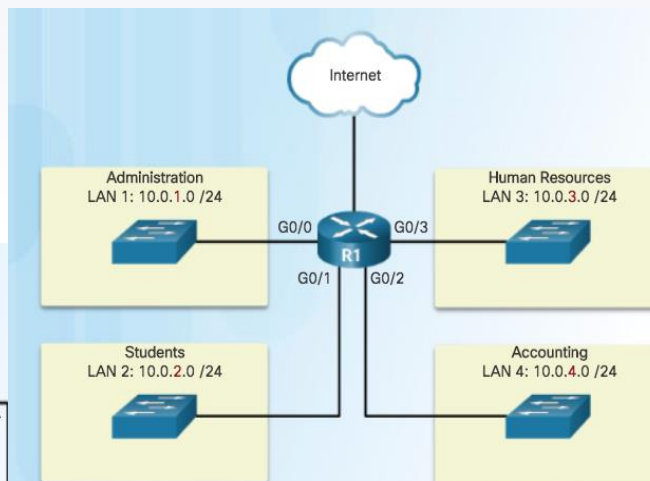 Internet
Administration
LAN 1: 10.0.1.0 /24
Human Resources
LAN 3: 10.0.3.0 /24
G0/0
G0/3
R1
G0/1
G0/2
Students
LAN 2: 10.0.2.0 /24
Accounting
LAN 4: 10.0.4.0 /24